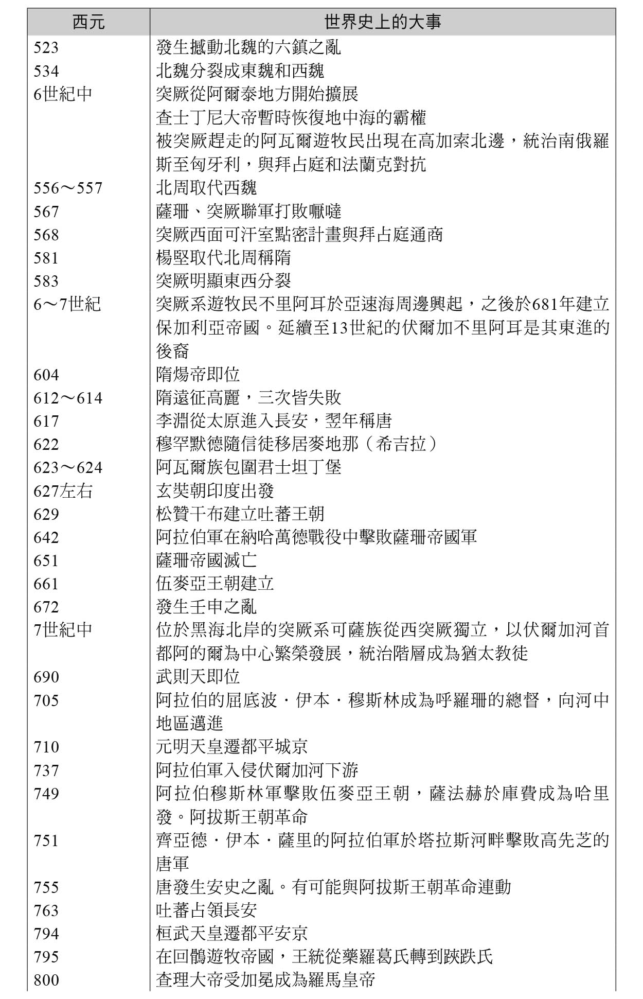 西元 世界史上的大事
523 發生撼動北魏的六鎮之亂
534 北魏分裂成東魏和西魏
6世紀中 突厥從阿爾泰地方開始擴展
查士丁尼大帝暫時恢復地中海的霸權
被突厥趕走的阿瓦爾遊牧民出現在高加索北邊，統治南俄羅
斯至匈牙利，與拜占庭和法蘭克對抗
556～557 北周取代西魏
567 薩珊、突厥聯軍打敗嚈噠
568 突厥西面可汗室點密計畫與拜占庭通商
581 楊堅取代北周稱隋
583 突厥明顯東西分裂
6～7世紀 突厥系遊牧民不里阿耳於亞速海周邊興起，之後於681年建立
保加利亞帝國。延續至13世紀的伏爾加不里阿耳是其東進的
後裔
604 隋煬帝即位
612～614 隋遠征高麗，三次皆失敗
617 李淵從太原進入長安，翌年稱唐
622 穆罕默德隨信徒移居麥地那（希吉拉）
623～624 阿瓦爾族包圍君士坦丁堡
627左右 玄奘朝印度出發
629 松贊干布建立吐蕃王朝
642 阿拉伯軍在納哈萬德戰役中擊敗薩珊帝國軍
651 薩珊帝國滅亡
661 伍麥亞王朝建立
672 發生壬申之亂
7世紀中 位於黑海北岸的突厥系可薩族從西突厥獨立，以伏爾加河首
都阿的爾為中心繁榮發展，統治階層成為猶太教徒
690 武則天即位
705 阿拉伯的屈底波．伊本．穆斯林成為呼羅珊的總督，向河中
地區邁進
710 元明天皇遷都平城京
737 阿拉伯軍入侵伏爾加河下游
749 阿拉伯穆斯林軍擊敗伍麥亞王朝，薩法赫於庫費成為哈里
發。阿拔斯王朝革命
751 齊亞德．伊本．薩里的阿拉伯軍於塔拉斯河畔擊敗高先芝的
唐軍
755 唐發生安史之亂。有可能與阿拔斯王朝革命連動
763 吐蕃占領長安
794 桓武天皇遷都平安京
795 在回鶻遊牧帝國，王統從藥羅葛氏轉到陝跌氏
800 查理大帝受加冕成為羅馬皇帝